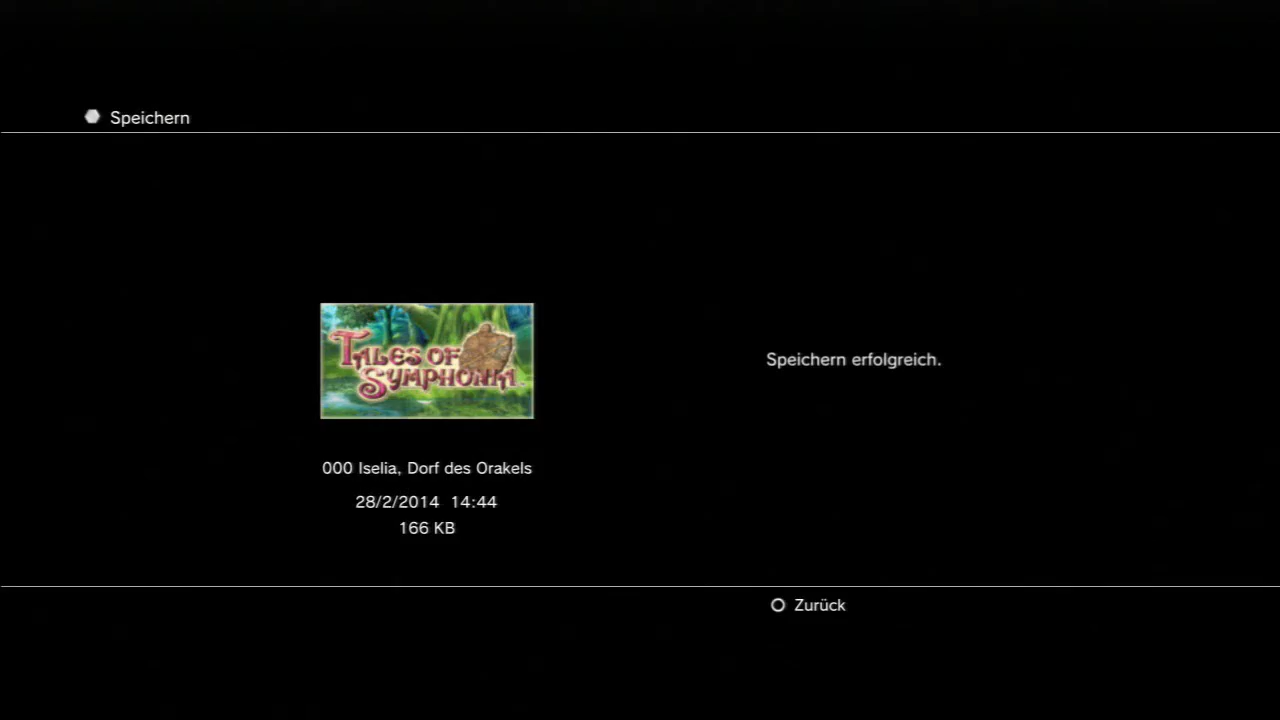 Speichern
TALES OF
SYMPHONIA
Speichern erfolgreich.
000 Iselia, Dorf des Orakels
28/2/2014 14:44
166 KB
Zurück